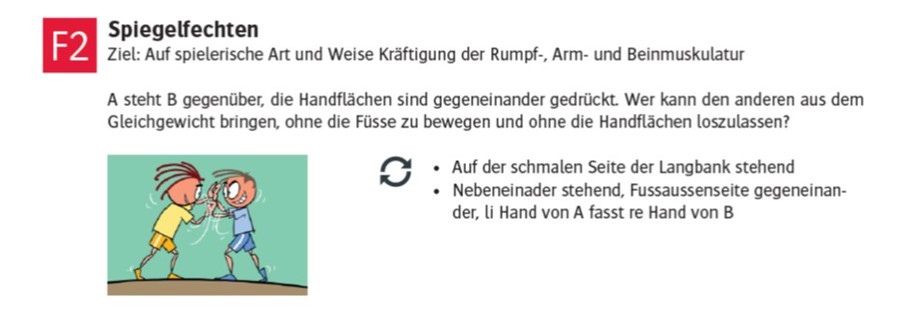 F2
Spiegelfechten
Ziel: Auf spielerische Art und Weise Kräftigung der Rumpf-, Arm- und Beinmuskulatur
A steht B gegenüber, die Handflächen sind gegeneinander gedrückt. Wer kann den anderen aus dem
Gleichgewicht bringen, ohne die Füsse zu bewegen und ohne die Handflächen loszulassen?
• Auf der schmalen Seite der Langbank stehend
• Nebeneinader stehend, Fussaussenseite gegeneinan-
der, li Hand von A fasst re Hand von B